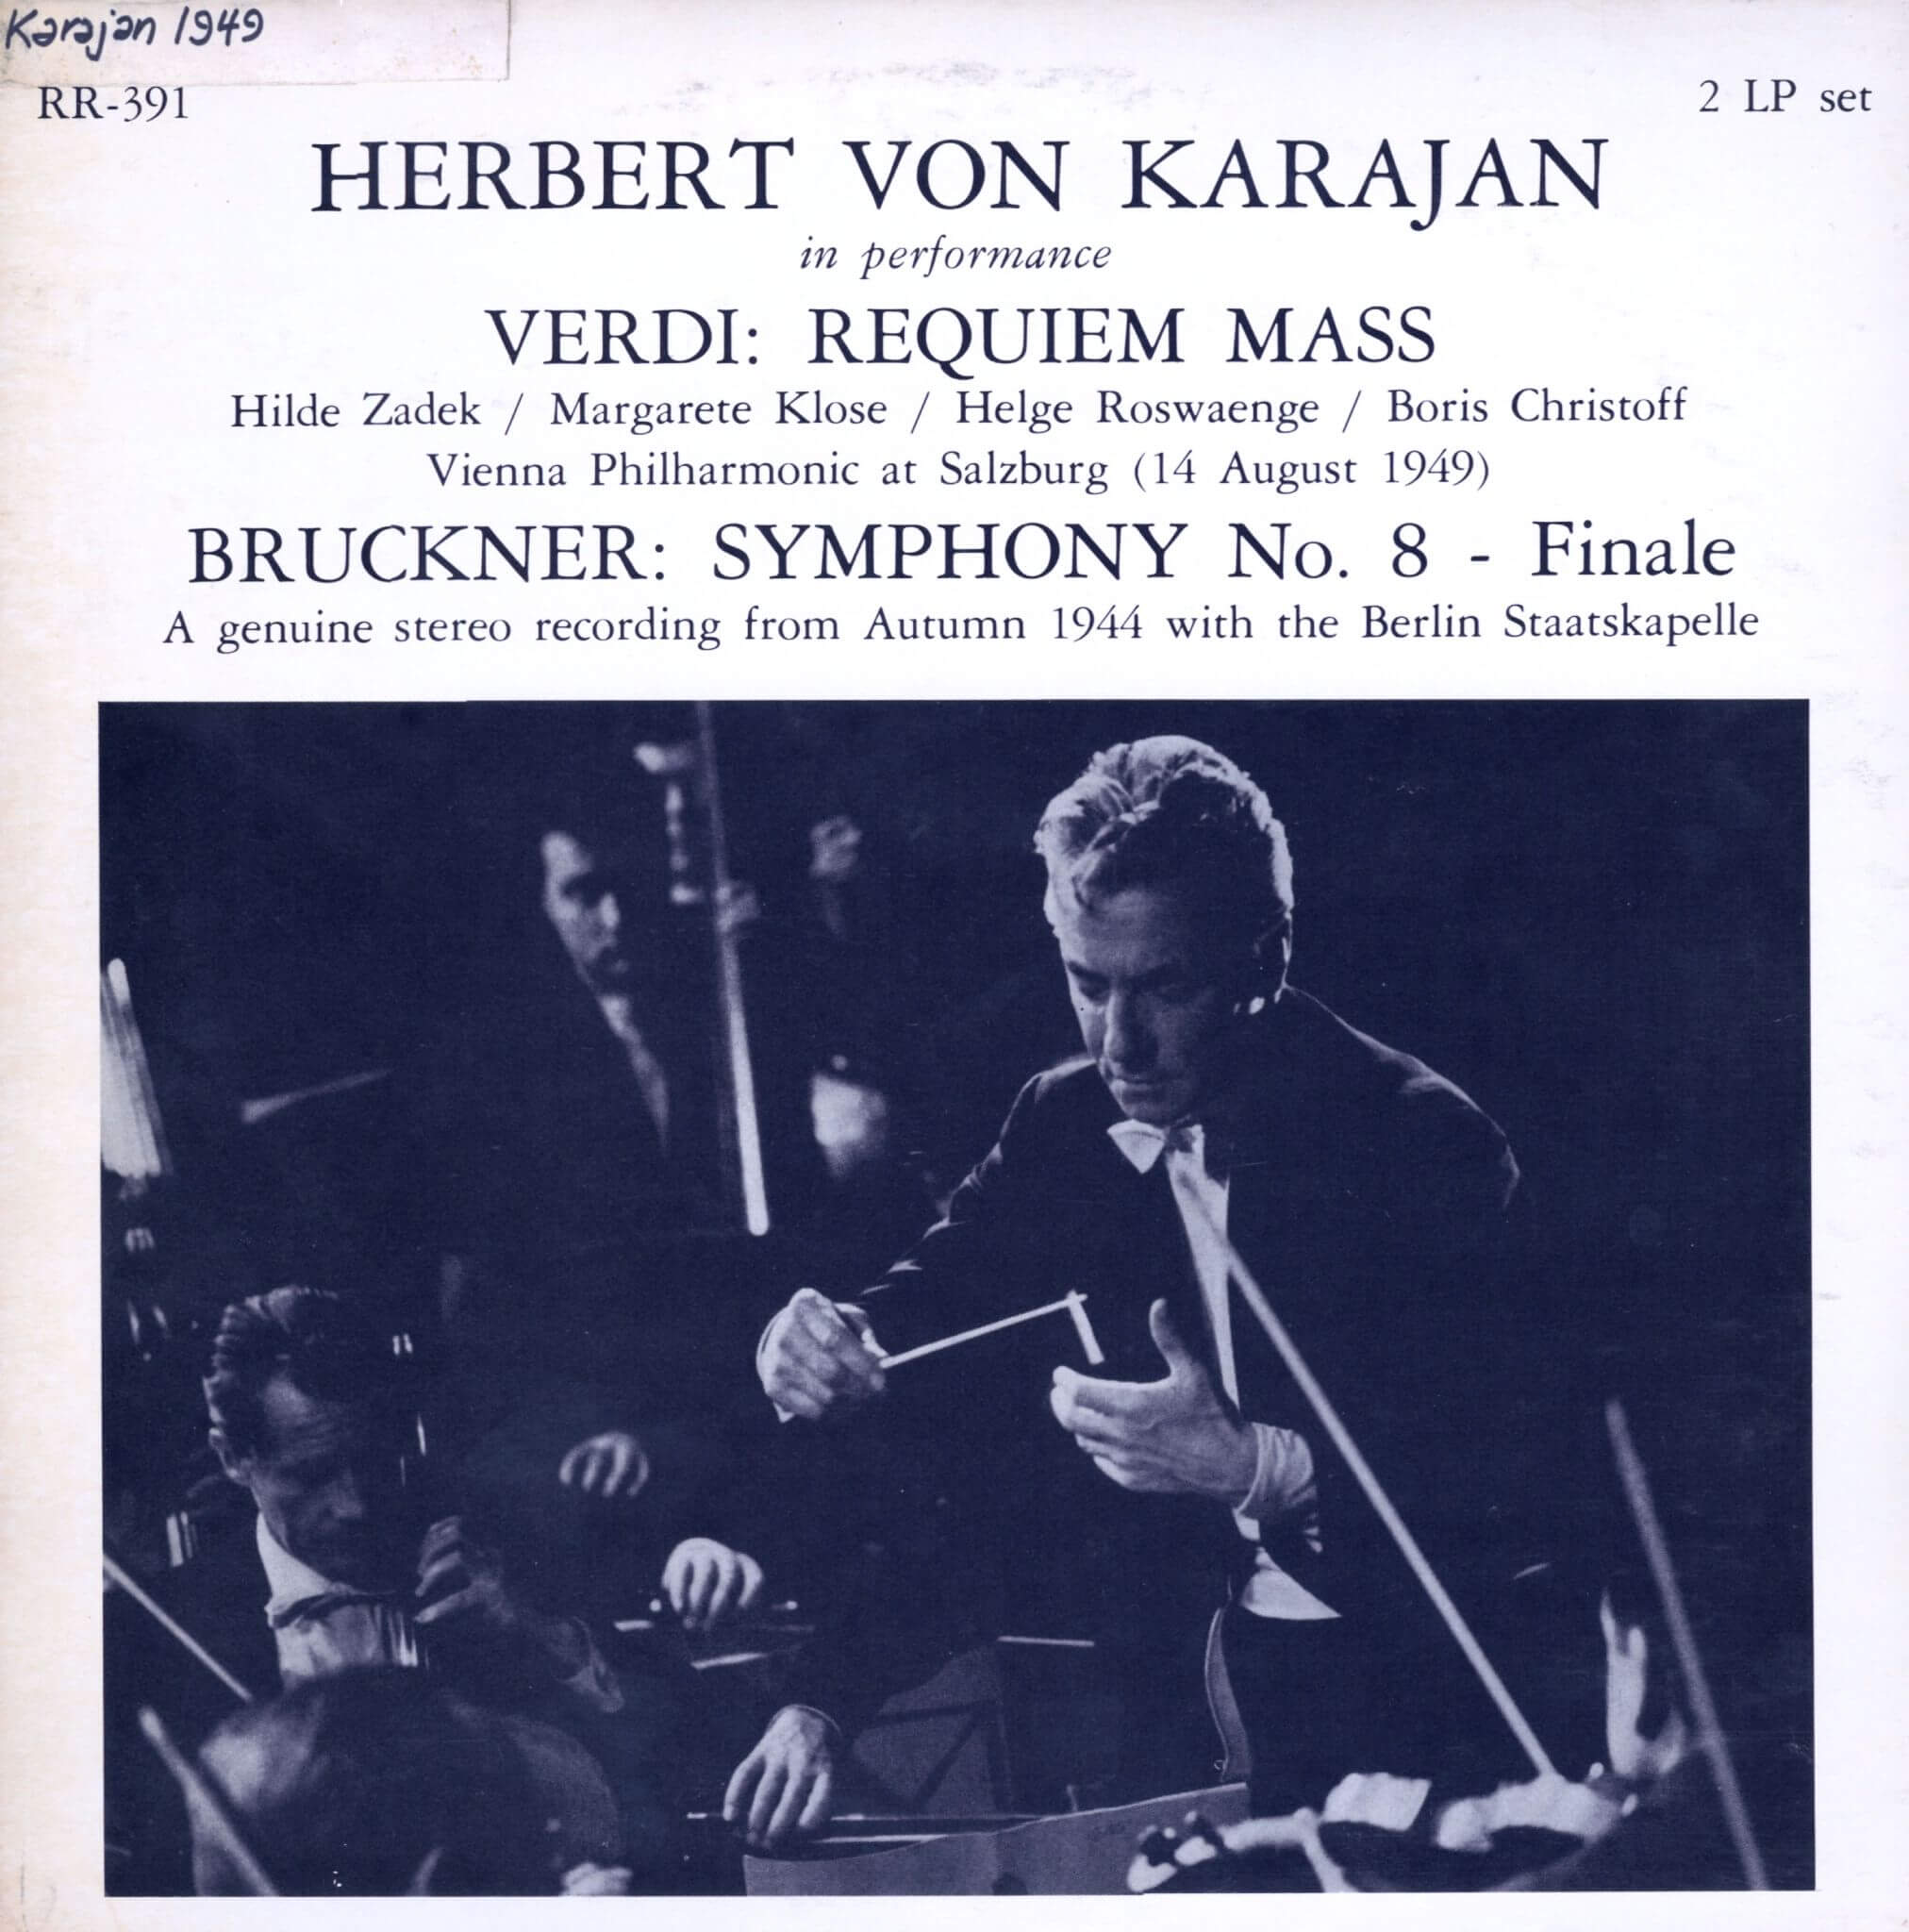 Karajan 1949
RR-391
2 LP set
HERBERT VON KARAJAN
in performance
VERDI: REQUIEM MASS
Hilde Zadek / Margarete Klose / Helge Roswaenge / Boris Christoff
Vienna Philharmonic at Salzburg (14 August 1949)
BRUCKNER: SYMPHONY No. 8 - Finale
A genuine stereo recording from Autumn 1944 with the Berlin Staatskapelle